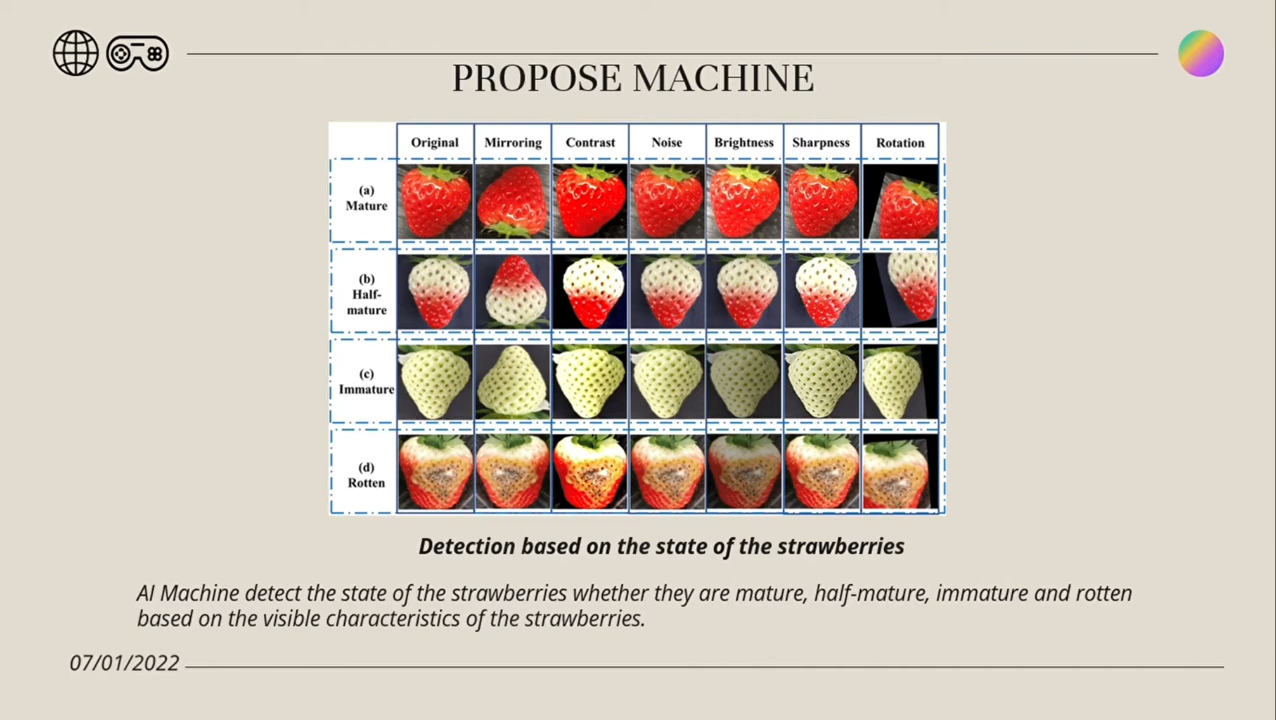 PROPOSE MACHINE
Original Mirroring Contrast Noise Brightness Sharpness Rotation
(a)
Mature
(b)
Half-
mature
(c)
Immature
(d)
Rotten
Detection based on the state of the strawberries
AI Machine detect the state of the strawberries whether they are mature, half-mature, immature and rotten
based on the visible characteristics of the strawberries.
07/01/2022